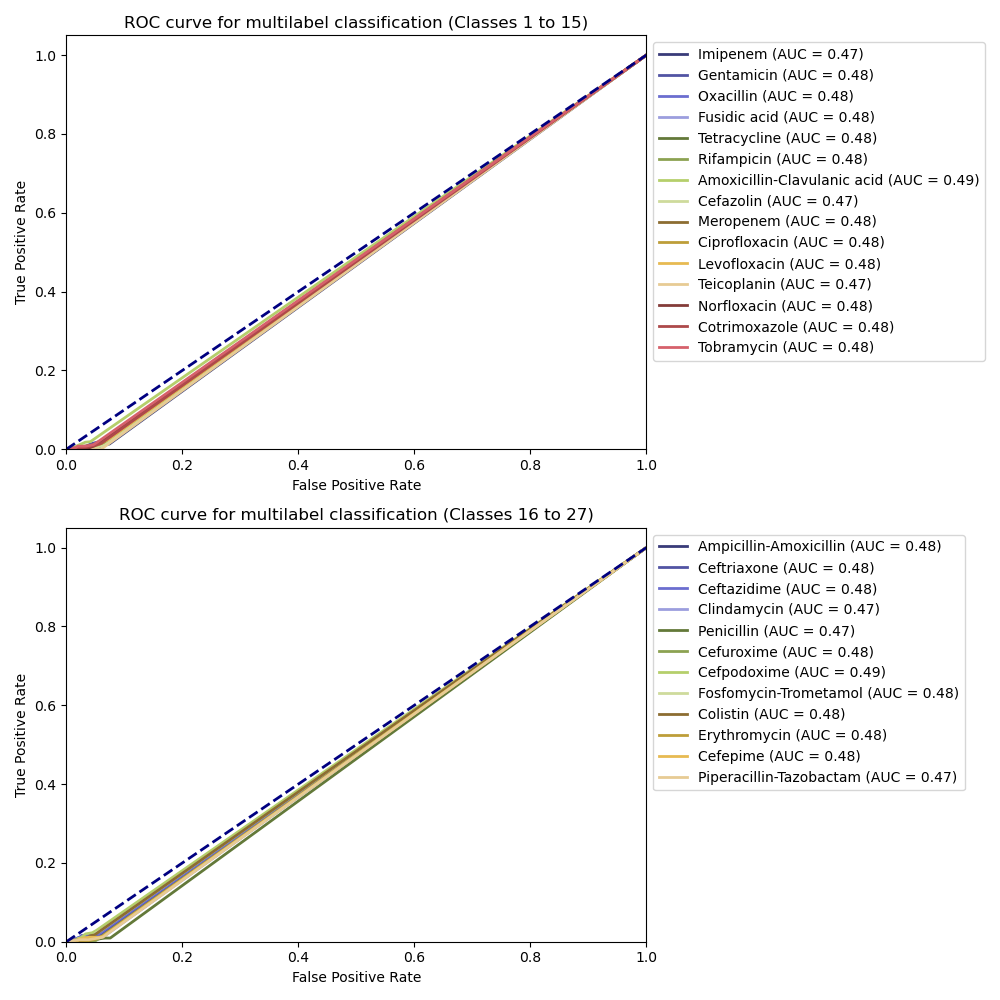 ROC curve for multilabel classification (Classes 1 to 15)
True Positive Rate
1.0
0.8
0.6
0.4
0.2
0.0
0.0 0.2 0.4 0.6 0.8 1.0
False Positive Rate
Imipenem (AUC = 0.47)
Gentamicin (AUC = 0.48)
Oxacillin (AUC = 0.48)
Fusidic acid (AUC = 0.48)
Tetracycline (AUC = 0.48)
Rifampicin (AUC = 0.48)
Amoxicillin-Clavulanic acid (AUC = 0.49)
Cefazolin (AUC = 0.47)
Meropenem (AUC = 0.48)
Ciprofloxacin (AUC = 0.48)
Levofloxacin (AUC = 0.48)
Teicoplanin (AUC = 0.47)
Norfloxacin (AUC = 0.48)
Cotrimoxazole (AUC = 0.48)
Tobramycin (AUC = 0.48)
ROC curve for multilabel classification (Classes 16 to 27)
True Positive Rate
1.0
0.8
0.6
0.4
0.2
0.0
0.0 0.2 0.4 0.6 0.8 1.0
False Positive Rate
Ampicillin-Amoxicillin (AUC = 0.48)
Ceftriaxone (AUC = 0.48)
Ceftazidime (AUC = 0.48)
Clindamycin (AUC = 0.47)
Penicillin (AUC = 0.47)
Cefuroxime (AUC = 0.48)
Cefpodoxime (AUC = 0.49)
Fosfomycin-Trometamol (AUC = 0.48)
Colistin (AUC = 0.48)
Erythromycin (AUC = 0.48)
Cefepime (AUC = 0.48)
Piperacillin-Tazobactam (AUC = 0.47)